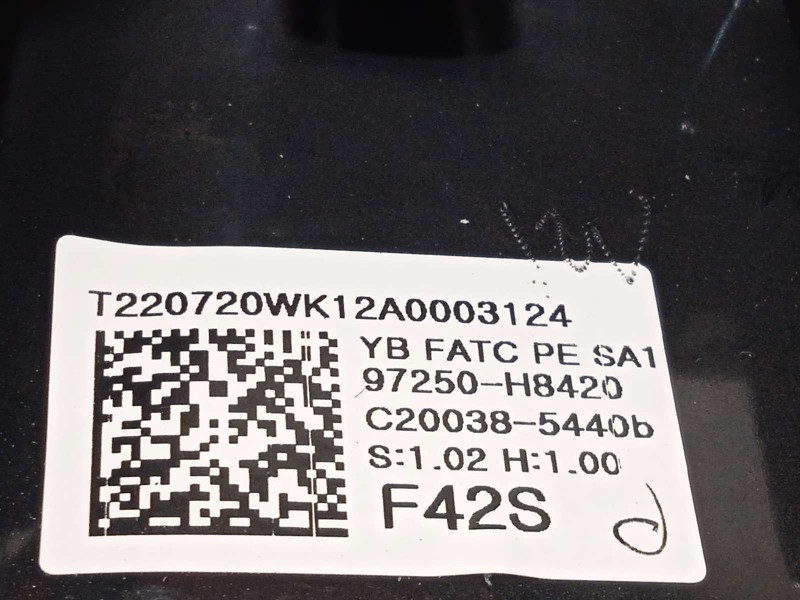 T220720WK12A0003124
YB FATC PE SA1
97250-H8420
C20038-5440b
S:1.02 H:1.00
F42S